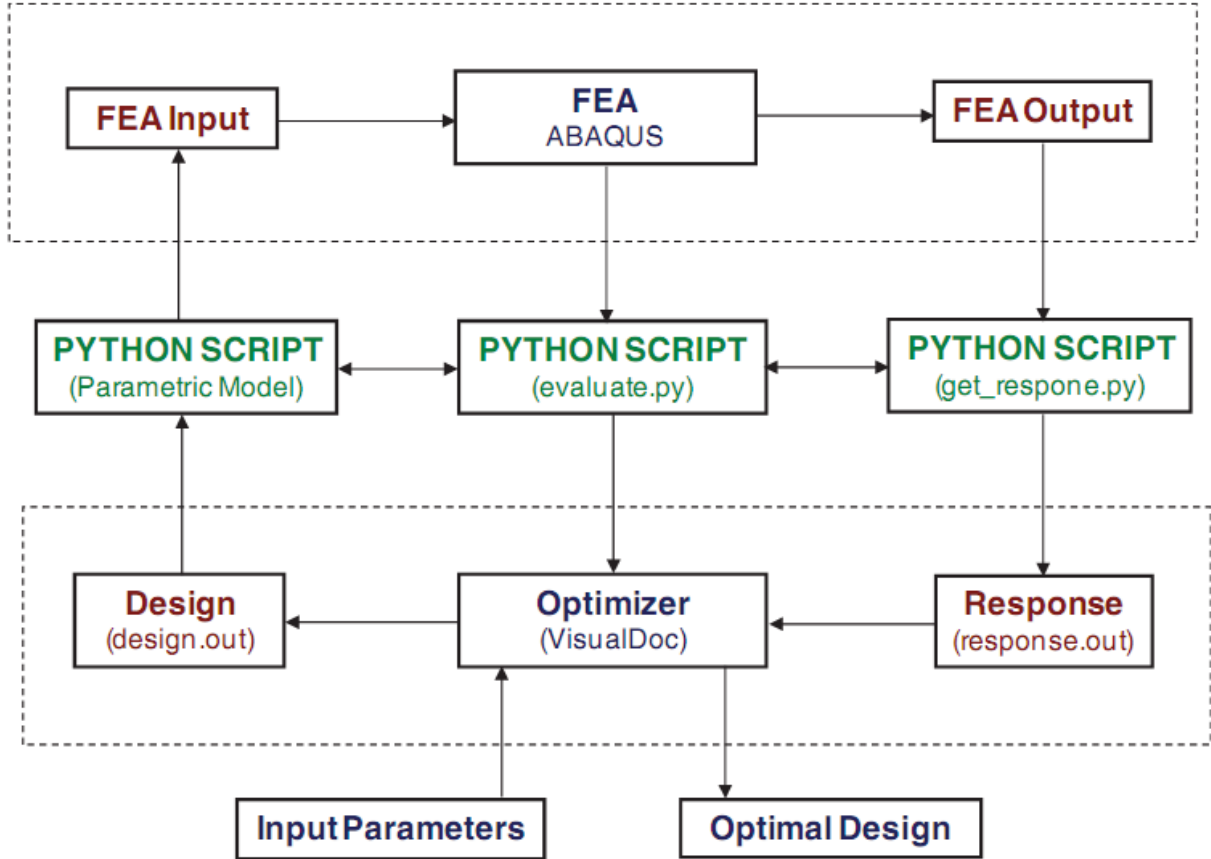 FEA Input
FEA
ABAQUS
FEA Output
PYTHON SCRIPT
(Parametric Model)
PYTHON SCRIPT
(evaluate.py)
PYTHON SCRIPT
(get_respone.py)
Design
(design.out)
Optimizer
(VisualDoc)
Response
(response.out)
Input Parameters
Optimal Design